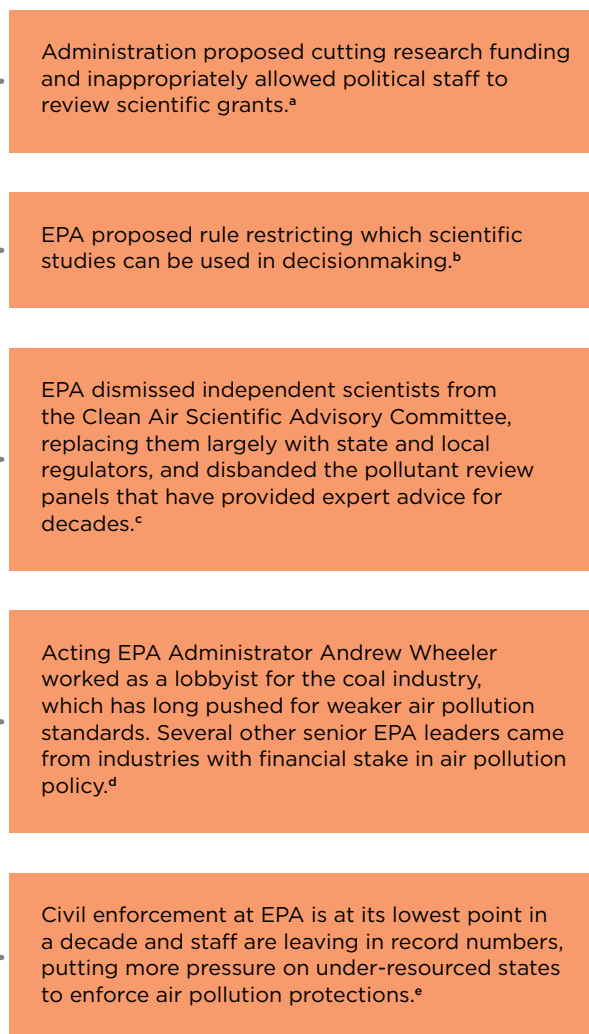 Administration proposed cutting research funding
and inappropriately allowed political staff to
review scientific grants.ᵃ
EPA proposed rule restricting which scientific
studies can be used in decisionmaking.ᵇ
EPA dismissed independent scientists from
the Clean Air Scientific Advisory Committee,
replacing them largely with state and local
regulators, and disbanded the pollutant review
panels that have provided expert advice for
decades.ᶜ
Acting EPA Administrator Andrew Wheeler
worked as a lobbyist for the coal industry,
which has long pushed for weaker air pollution
standards. Several other senior EPA leaders came
from industries with financial stake in air pollution
policy.ᵈ
Civil enforcement at EPA is at its lowest point in
a decade and staff are leaving in record numbers,
putting more pressure on under-resourced states
to enforce air pollution protections.ᵉ